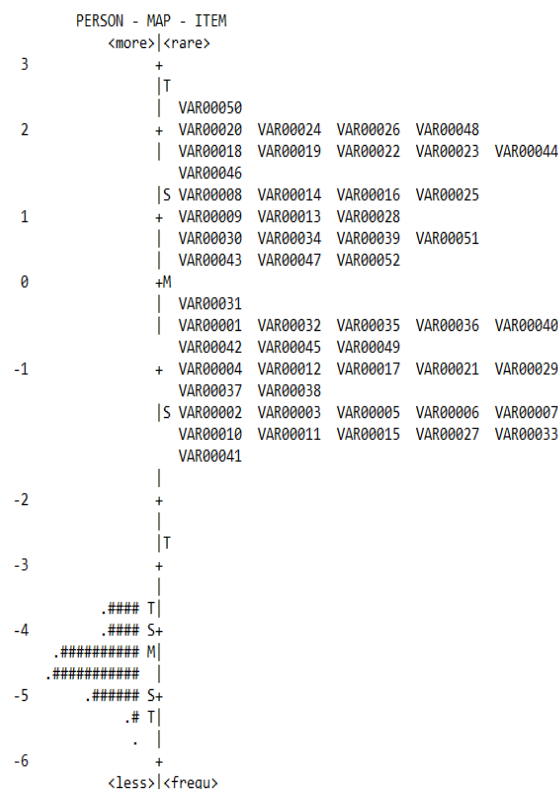 PERSON - MAP - ITEM
<more>|<rare>
3 +
|T
| VAR00050
2 + VAR00020 VAR00024 VAR00026 VAR00048
| VAR00018 VAR00019 VAR00022 VAR00023 VAR00044
VAR00046
|S VAR00008 VAR00014 VAR00016 VAR00025
1 + VAR00009 VAR00013 VAR00028
| VAR00030 VAR00034 VAR00039 VAR00051
| VAR00043 VAR00047 VAR00052
0 +M
| VAR00031
| VAR00001 VAR00032 VAR00035 VAR00036 VAR00040
VAR00042 VAR00045 VAR00049
-1 + VAR00004 VAR00012 VAR00017 VAR00021 VAR00029
VAR00037 VAR00038
|S VAR00002 VAR00003 VAR00005 VAR00006 VAR00007
VAR00010 VAR00011 VAR00015 VAR00027 VAR00033
VAR00041
|
-2 +
|
|T
-3 +
|
.#### T|
-4 .#### S+
.########## M|
.########### |
-5 .###### S+
.# T|
. |
-6 +
<less>|<frequ>